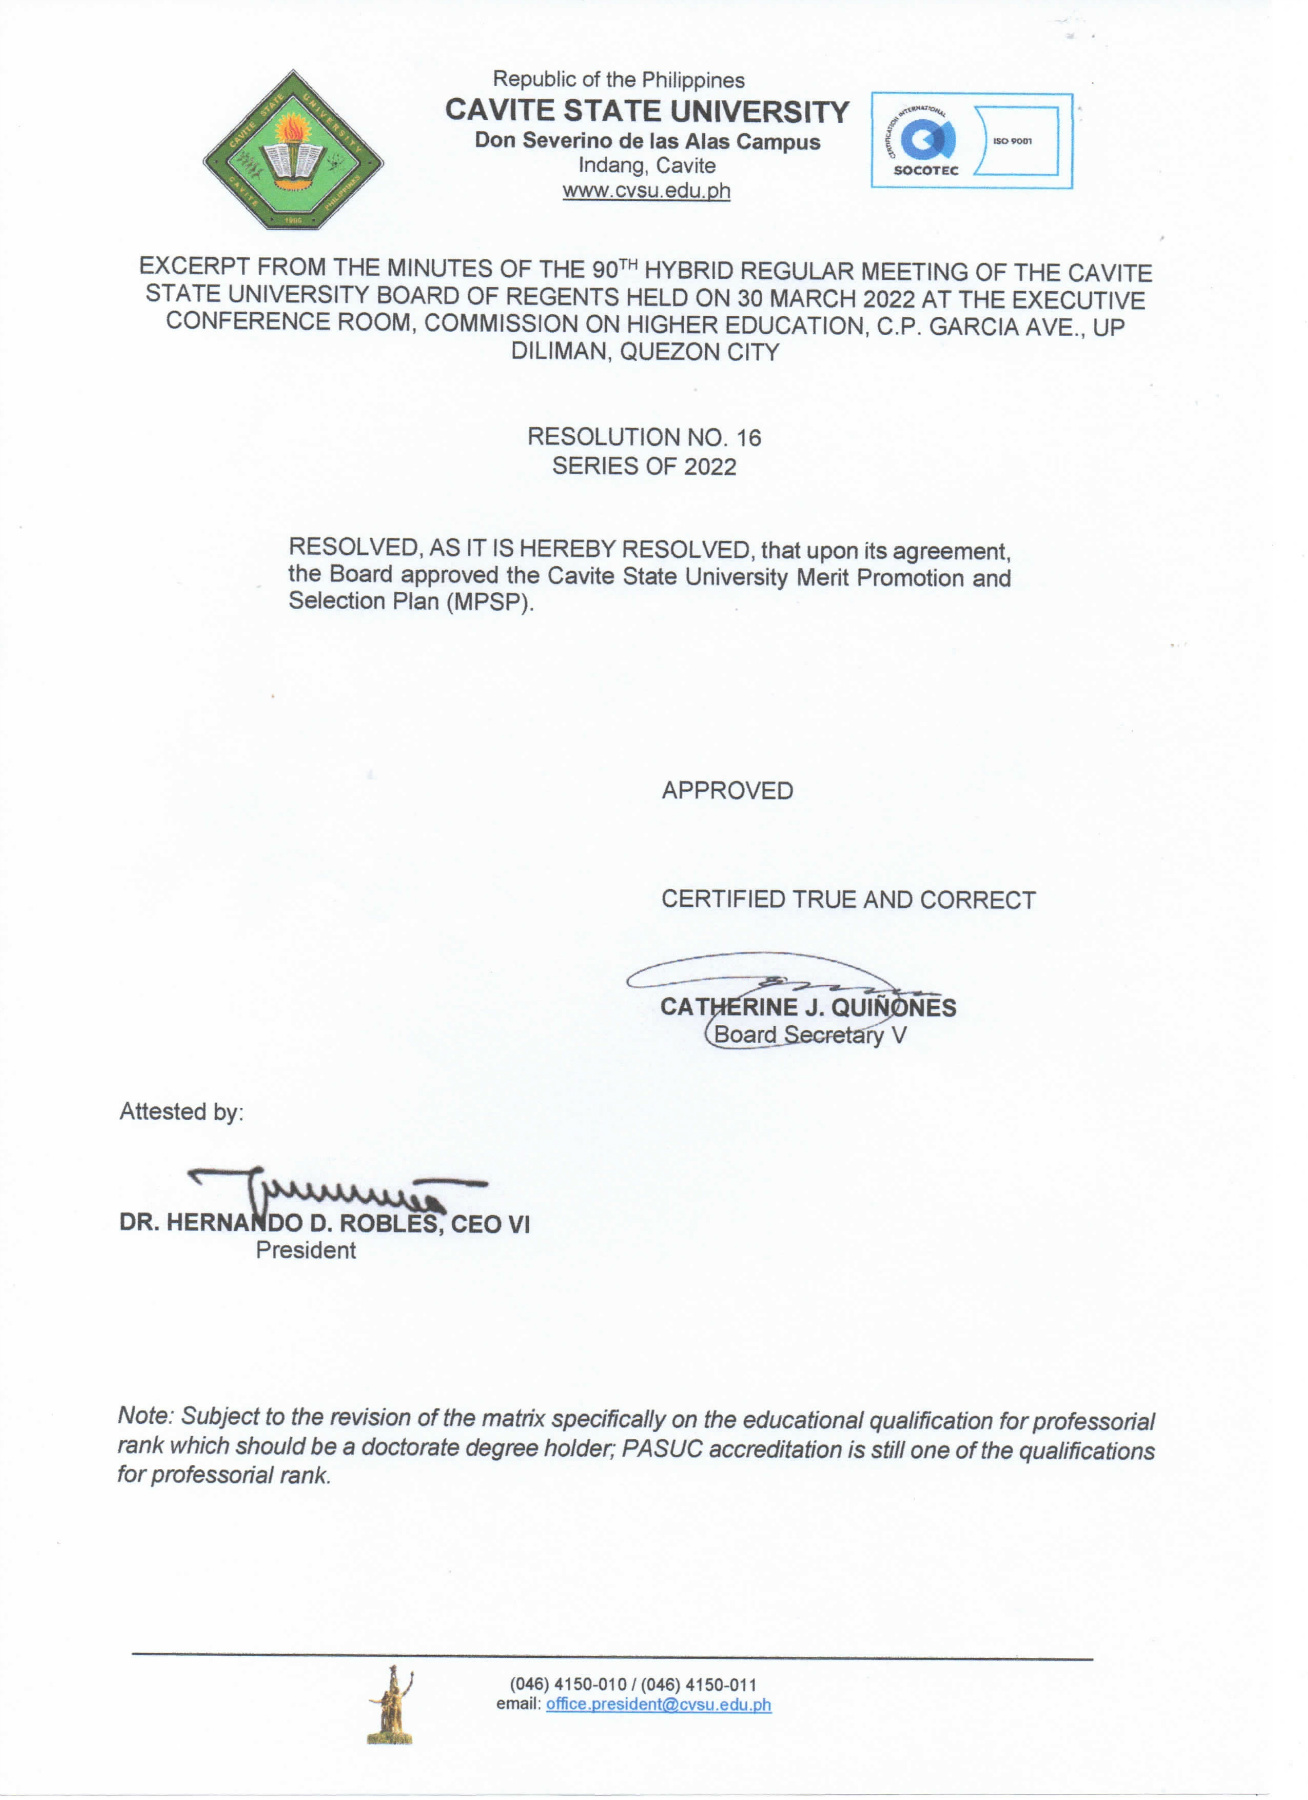 Republic of the Philippines
CAVITE STATE UNIVERSITY
Don Severino de las Alas Campus
Indang, Cavite
www.cvsu.edu.ph
CAVITE STATE UNIVERSITY
CAVITE PHILIPPINES
1906
CERTIFICATION INTERNATIONAL
SOCOTEC
ISO 9001
EXCERPT FROM THE MINUTES OF THE 90TH HYBRID REGULAR MEETING OF THE CAVITE
STATE UNIVERSITY BOARD OF REGENTS HELD ON 30 MARCH 2022 AT THE EXECUTIVE
CONFERENCE ROOM, COMMISSION ON HIGHER EDUCATION, C.P. GARCIA AVE., UP
DILIMAN, QUEZON CITY
RESOLUTION NO. 16
SERIES OF 2022
RESOLVED, AS IT IS HEREBY RESOLVED, that upon its agreement,
the Board approved the Cavite State University Merit Promotion and
Selection Plan (MPSP).
APPROVED
CERTIFIED TRUE AND CORRECT
CATHERINE J. QUIÑONES
Board Secretary V
Attested by:
DR. HERNANDO D. ROBLES, CEO VI
President
Note: Subject to the revision of the matrix specifically on the educational qualification for professorial
rank which should be a doctorate degree holder; PASUC accreditation is still one of the qualifications
for professorial rank.
(046) 4150-010 / (046) 4150-011
email: office.president@cvsu.edu.ph